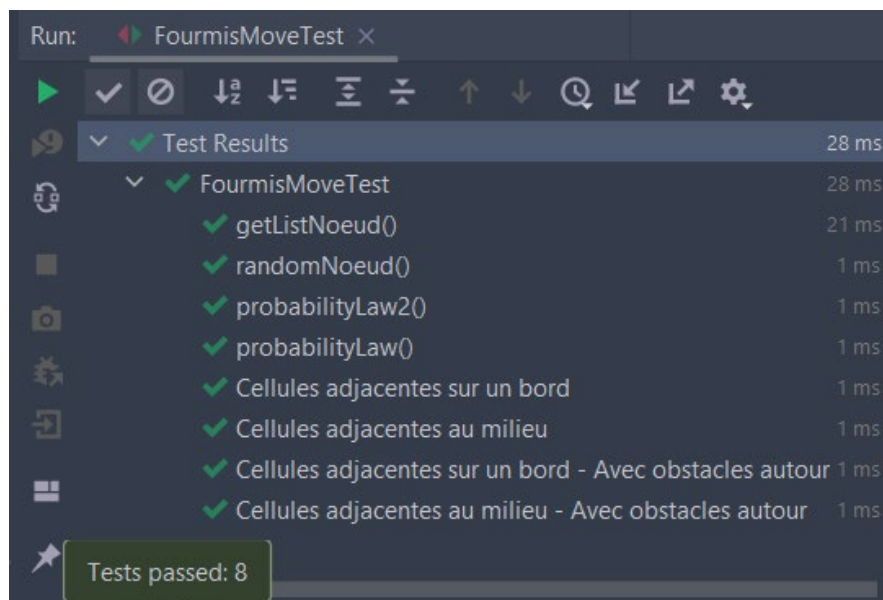 Run: FourmisMoveTest ×
Test Results 28 ms
FourmisMoveTest 28 ms
getListNoeud() 21 ms
randomNoeud() 1 ms
probabilityLaw2() 1 ms
probabilityLaw() 1 ms
Cellules adjacentes sur un bord 1 ms
Cellules adjacentes au milieu 1 ms
Cellules adjacentes sur un bord - Avec obstacles autour 1 ms
Cellules adjacentes au milieu - Avec obstacles autour 1 ms
Tests passed: 8